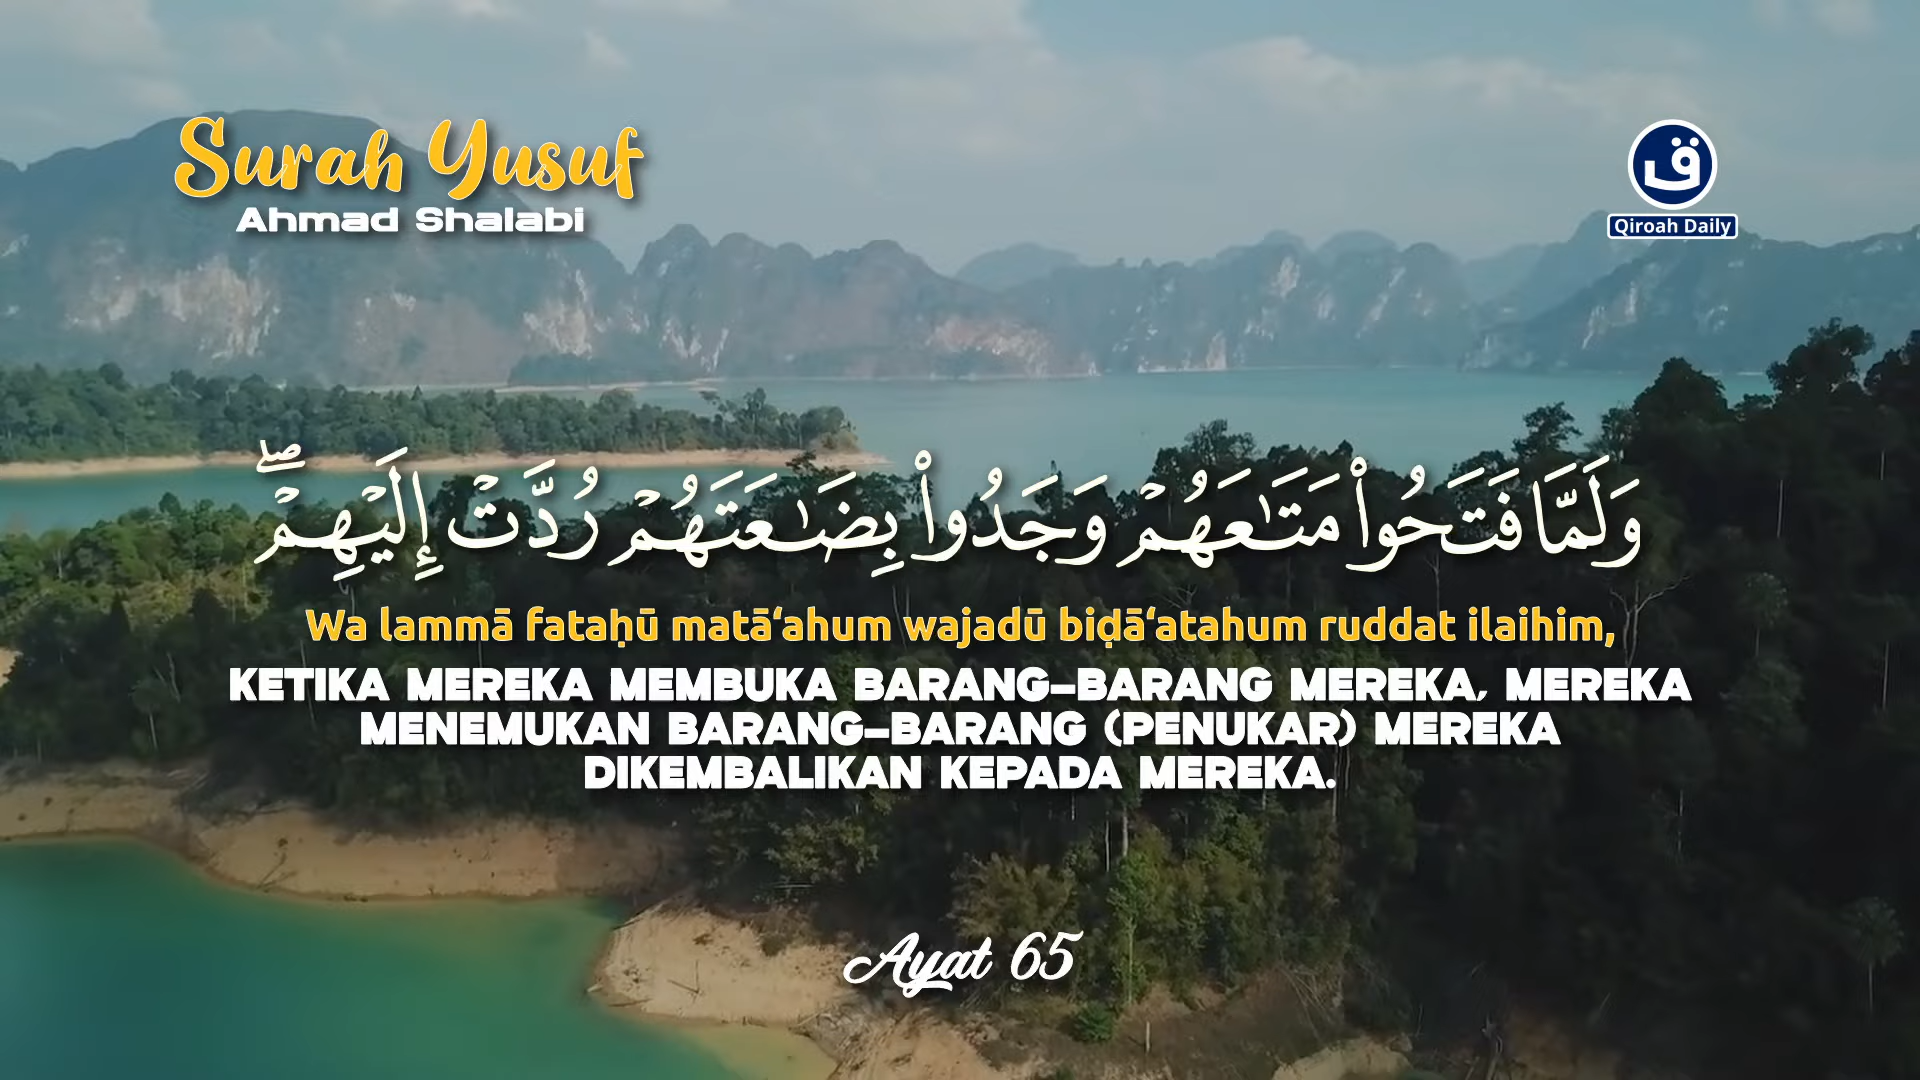 Surah Yusuf
Ahmad Shalabi
ق
Qiroah Daily
وَلَمَّا فَتَحُوا۟ مَتَـٰعَهُمْ وَجَدُوا۟ بِضَـٰعَتَهُمْ رُدَّتْ إِلَيْهِمْ ۖ
Wa lammā fataḥū matā‘ahum wajadū biḍā‘atahum ruddat ilaihim,
KETIKA MEREKA MEMBUKA BARANG-BARANG MEREKA, MEREKA
MENEMUKAN BARANG-BARANG (PENUKAR) MEREKA
DIKEMBALIKAN KEPADA MEREKA.
Ayat 65